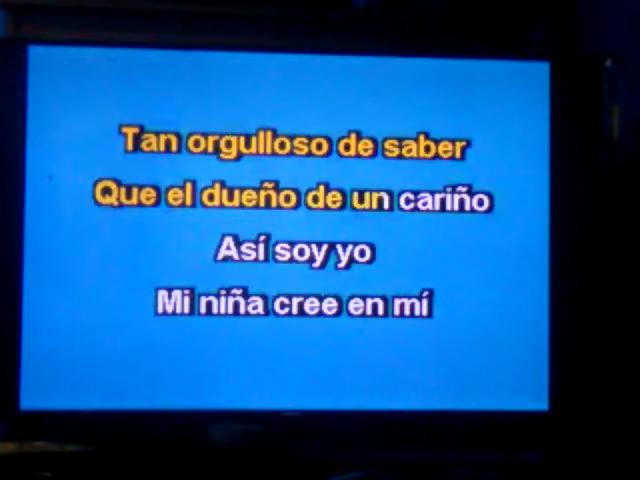 Tan orgulloso de saber
Que el dueño de un cariño
Así soy yo
Mi niña cree en mí